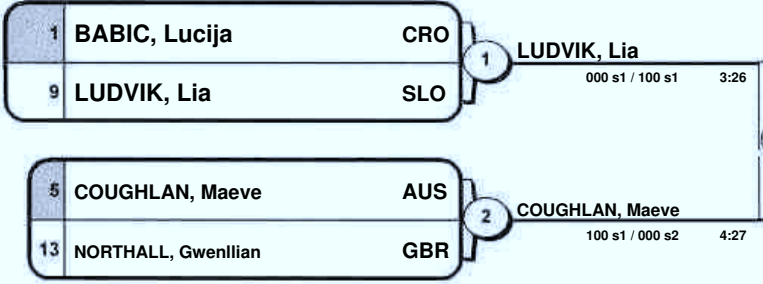 1 BABIC, Lucija CRO
9 LUDVIK, Lia SLO
1 LUDVIK, Lia
000 s1 / 100 s1 3:26
5 COUGHLAN, Maeve AUS
13 NORTHALL, Gwenllian GBR
2 COUGHLAN, Maeve
100 s1 / 000 s2 4:27